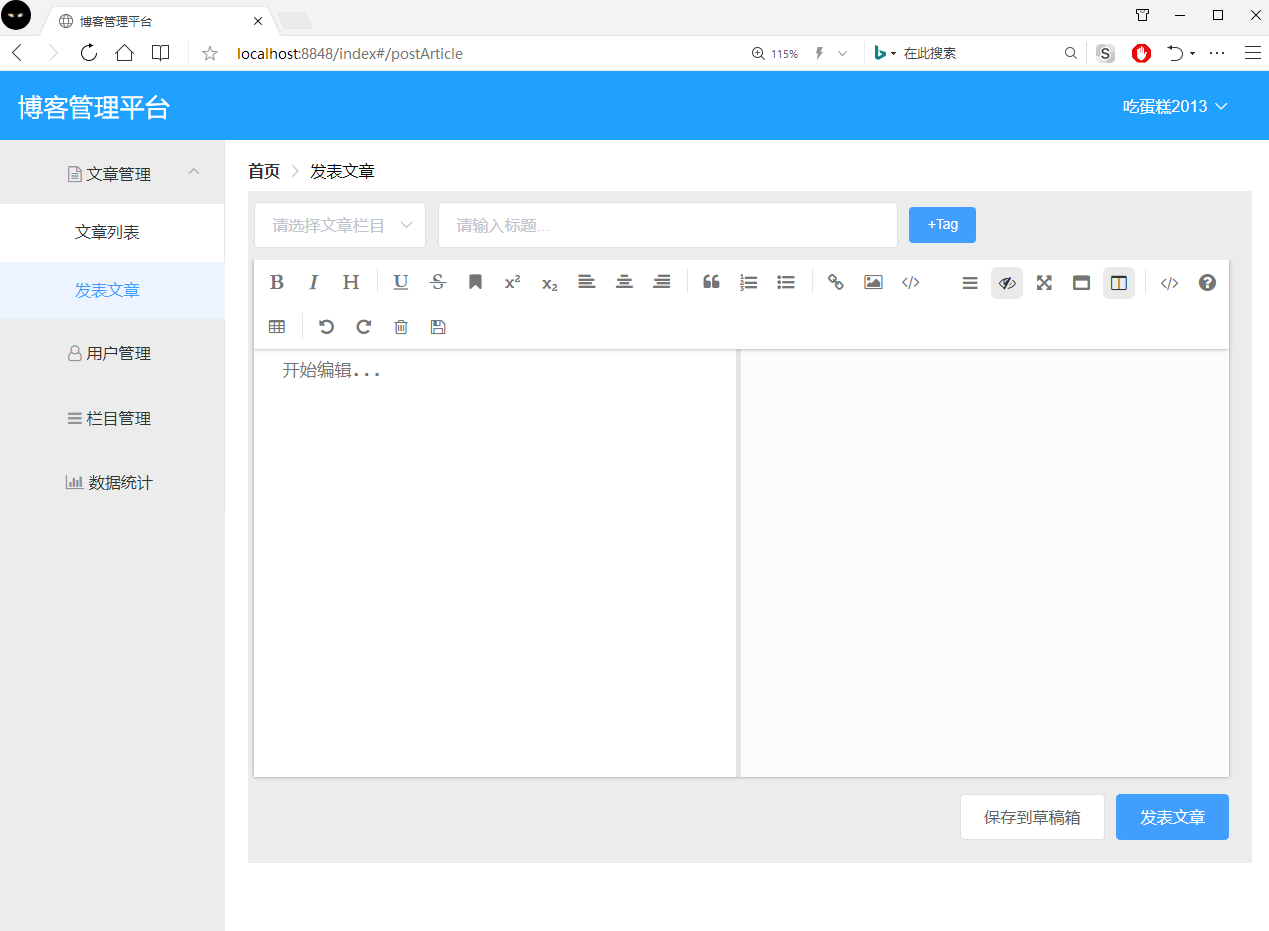 博客管理平台
localhost:8848/index#/postArticle
115%
在此搜索
S
博客管理平台
吃蛋糕2013
文章管理
文章列表
发表文章
用户管理
栏目管理
数据统计
首页 > 发表文章
请选择文章栏目
请输入标题...
+Tag
B I H U S x² x₂ </> </> ?
开始编辑...
保存到草稿箱
发表文章